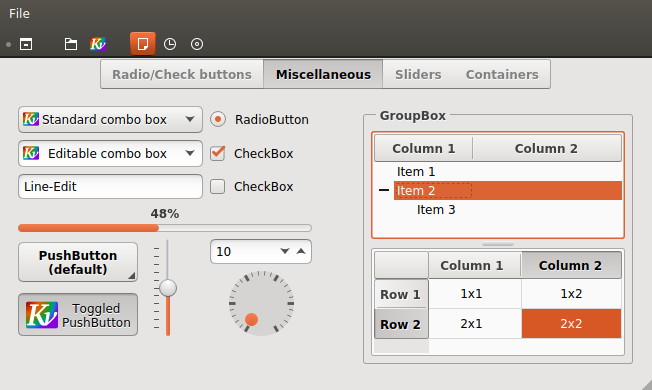 File
Radio/Check buttons Miscellaneous Sliders Containers
Standard combo box RadioButton
Editable combo box CheckBox
Line-Edit CheckBox
48%
PushButton
(default)
10
Toggled
PushButton
GroupBox
Column 1 Column 2
Item 1
Item 2
Item 3
Column 1 Column 2
Row 1 1x1 1x2
Row 2 2x1 2x2